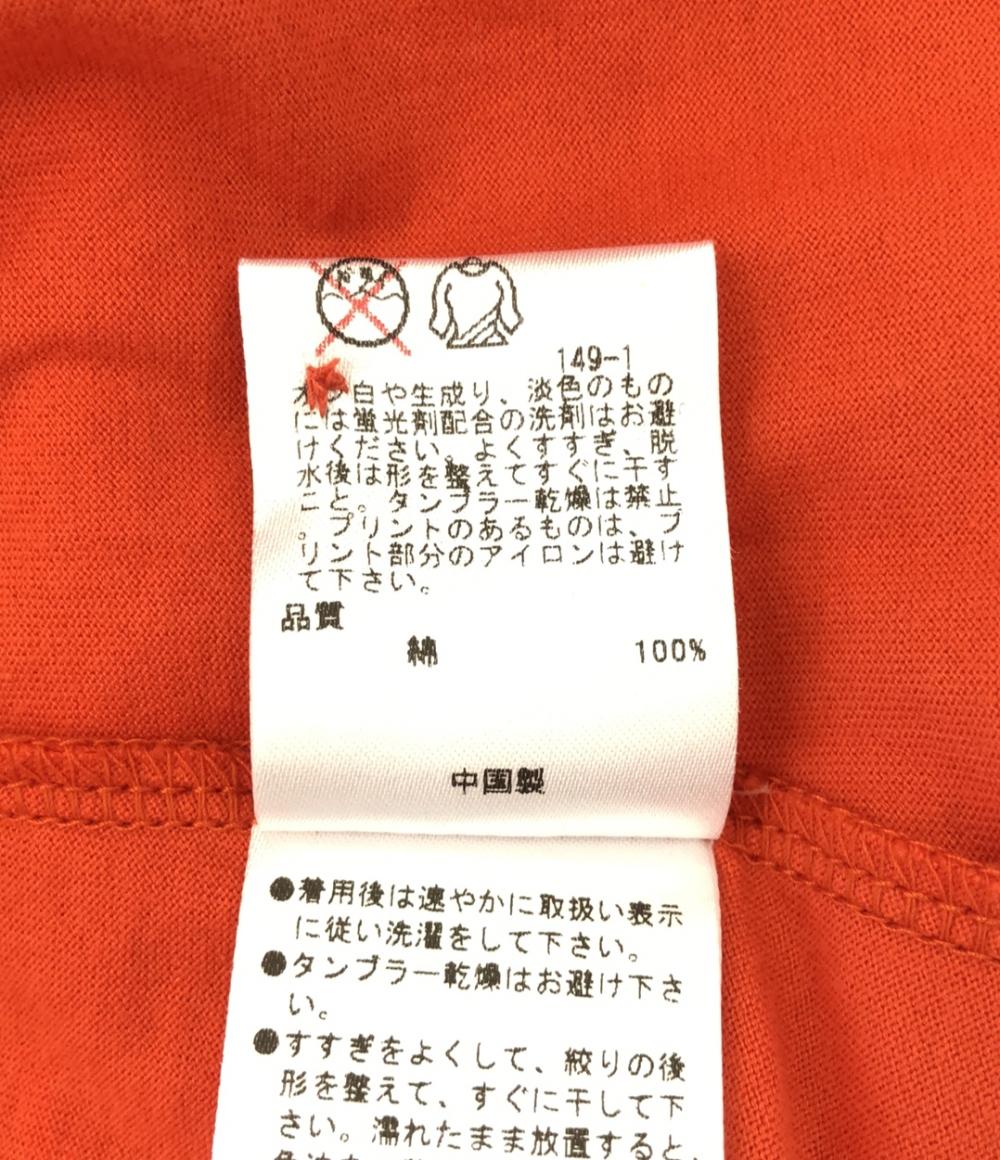 149-1
白や生成り、淡色のもの
には蛍光剤配合の洗剤はお避
けください。よくすすぎ、脱
水後は形を整えてすぐに干す
こと。タンブラー乾燥は禁止
。プリントのあるものは、プ
リント部分のアイロンは避け
て下さい。
品質
綿 100%
中国製
●着用後は速やかに取扱い表示
に従い洗濯をして下さい。
●タンブラー乾燥はお避け下さ
い。
●すすぎをよくして、絞りの後
形を整えて、すぐに干して下
さい。濡れたまま放置すると、